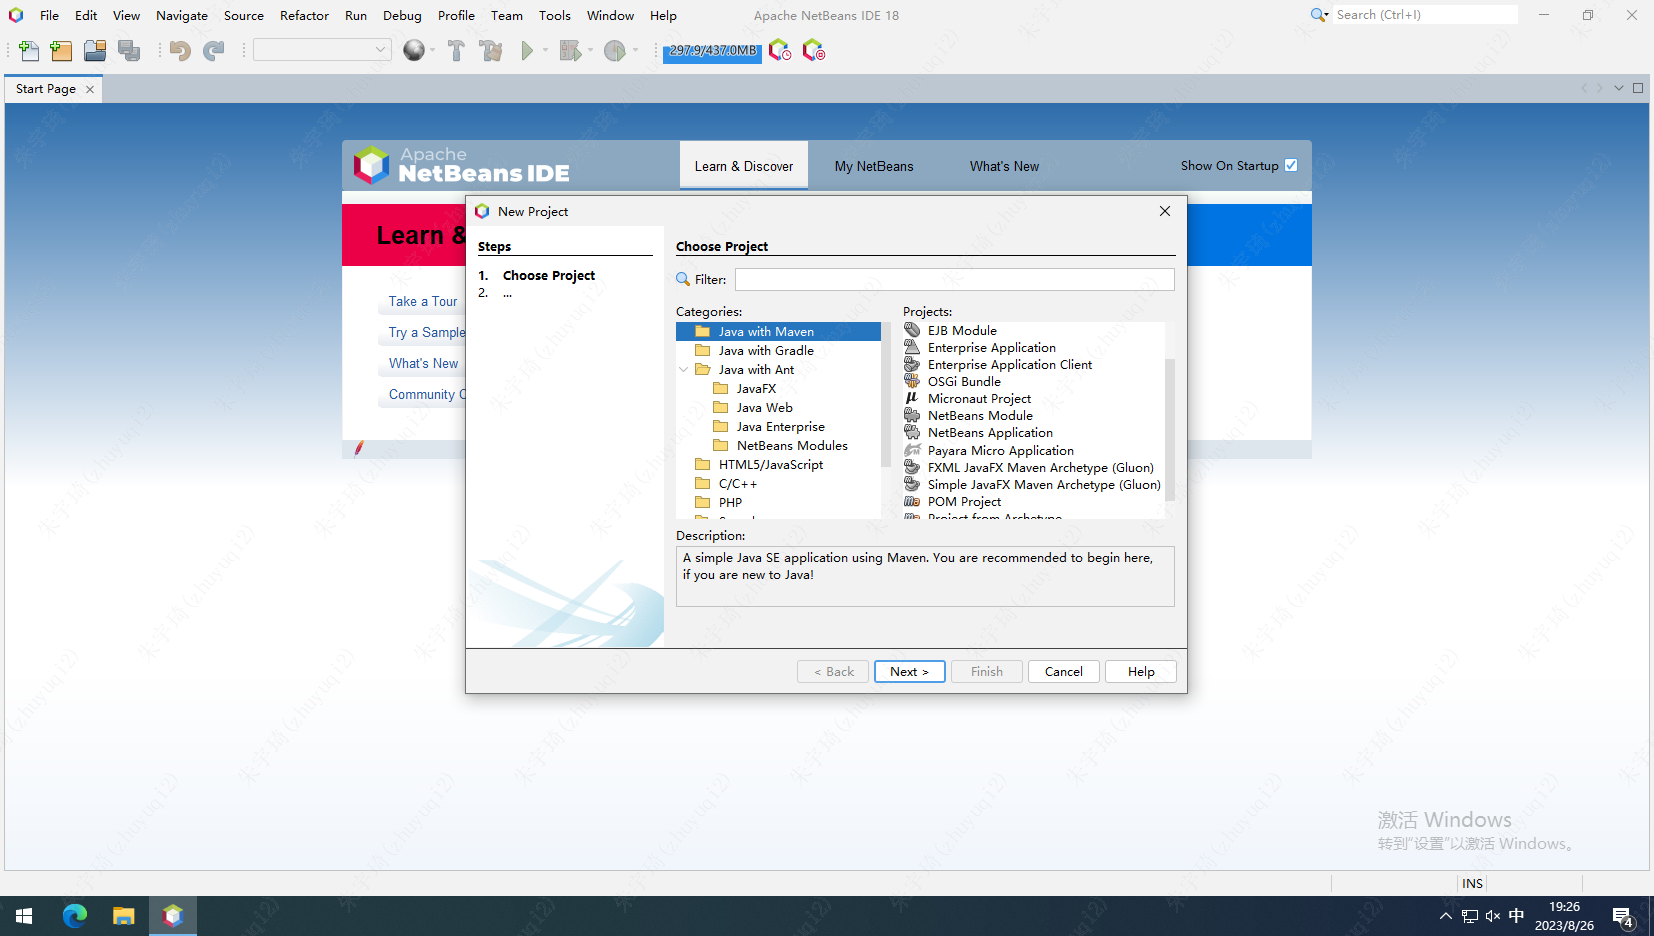 File Edit View Navigate Source Refactor Run Debug Profile Team Tools Window Help
Apache NetBeans IDE 18
Search (Ctrl+I)
297.9/437.0MB
Start Page
Apache
NetBeans IDE
Learn & Discover
My NetBeans
What's New
Show On Startup
Learn &
Take a Tour
Try a Sample
What's New
Community
New Project
Steps
1. Choose Project
2. ...
Choose Project
Filter:
Categories:
Java with Maven
Java with Gradle
Java with Ant
JavaFX
Java Web
Java Enterprise
NetBeans Modules
HTML5/JavaScript
C/C++
PHP
Projects:
EJB Module
Enterprise Application
Enterprise Application Client
OSGi Bundle
Micronaut Project
NetBeans Module
NetBeans Application
Payara Micro Application
FXML JavaFX Maven Archetype (Gluon)
Simple JavaFX Maven Archetype (Gluon)
POM Project
Project from Archetype
Description:
A simple Java SE application using Maven. You are recommended to begin here,
if you are new to Java!
< Back
Next >
Finish
Cancel
Help
激活 Windows
转到"设置"以激活 Windows。
INS
中
19:26
2023/8/26
4
朱宇琦(zhuyuqi2)